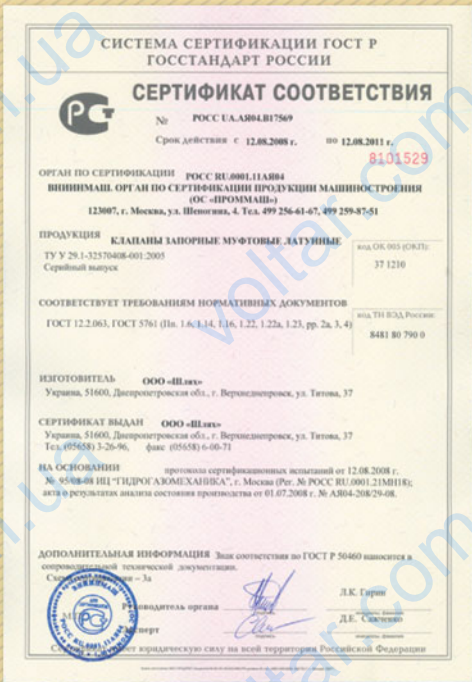 СИСТЕМА СЕРТИФИКАЦИИ ГОСТ Р
ГОССТАНДАРТ РОССИИ
СЕРТИФИКАТ СООТВЕТСТВИЯ
№ РОСС UA.АЯ04.В17569
Срок действия с 12.08.2008 г. по 12.08.2011 г.
8101529
ОРГАН ПО СЕРТИФИКАЦИИ РОСС RU.0001.11АЯ04
ВНИИНМАШ. ОРГАН ПО СЕРТИФИКАЦИИ ПРОДУКЦИИ МАШИНОСТРОЕНИЯ
(ОС «ПРОММАШ»)
123007, г. Москва, ул. Шеногина, 4. Тел. 499 256-61-67, 499 259-87-51
ПРОДУКЦИЯ КЛАПАНЫ ЗАПОРНЫЕ МУФТОВЫЕ ЛАТУННЫЕ
ТУ У 29.1-32570408-001:2005
Серийный выпуск
код ОК 005 (ОКП):
37 1210
СООТВЕТСТВУЕТ ТРЕБОВАНИЯМ НОРМАТИВНЫХ ДОКУМЕНТОВ
ГОСТ 12.2.063, ГОСТ 5761 (Пп. 1.6, 1.14, 1.16, 1.22, 1.22а, 1.23, рр. 2а, 3, 4)
код ТН ВЭД России:
8481 80 790 0
ИЗГОТОВИТЕЛЬ ООО «Шлях»
Украина, 51600, Днепропетровская обл., г. Верхнеднепровск, ул. Титова, 37
СЕРТИФИКАТ ВЫДАН ООО «Шлях»
Украина, 51600, Днепропетровская обл., г. Верхнеднепровск, ул. Титова, 37
Тел. (05658) 3-26-96, факс (05658) 6-00-71
НА ОСНОВАНИИ протокола сертификационных испытаний от 12.08.2008 г.
№ 95/08-08 ИЦ "ГИДРОГАЗОМЕХАНИКА", г. Москва (Рег. № РОСС RU.0001.21МН18);
акта о результатах анализа состояния производства от 01.07.2008 г. № АЯ04-208/29-08.
ДОПОЛНИТЕЛЬНАЯ ИНФОРМАЦИЯ Знак соответствия по ГОСТ Р 50460 наносится в
сопроводительной технической документации.
– 3а
Руководитель органа
Л.К. Гирин
Д.Е. Савченко
юридическую силу на всей территории Российской Федерации
voltar.com.ua